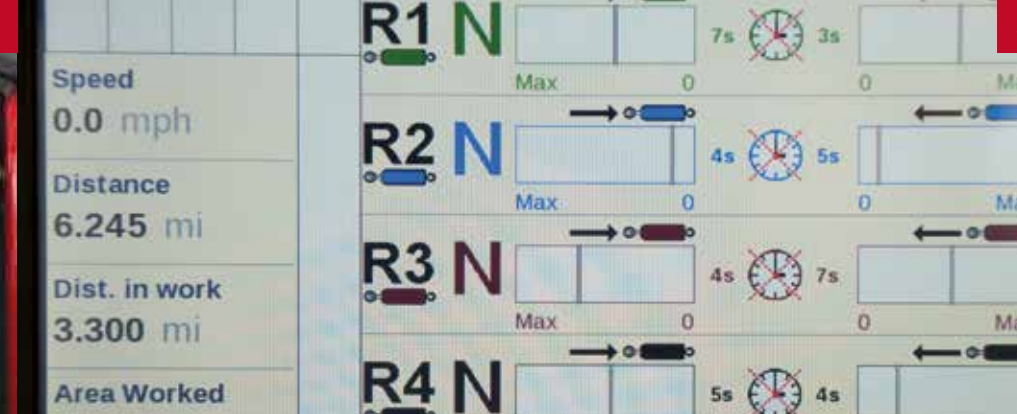 R1 N 7s 3s
Max 0 0
Speed
0.0 mph
R2 N 4s 5s
Max 0 0
Distance
6.245 mi
R3 N 4s 7s
Max 0 0
Dist. in work
3.300 mi
R4 N 5s 4s
Area Worked